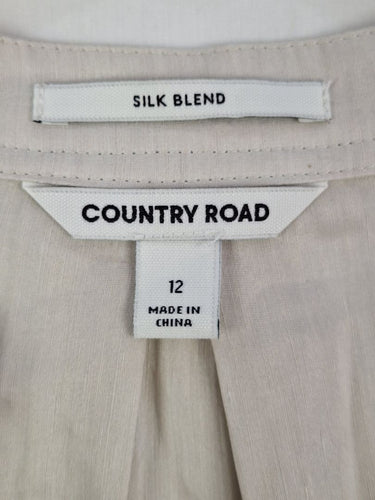 SILK BLEND
COUNTRY ROAD
12
MADE IN
CHINA